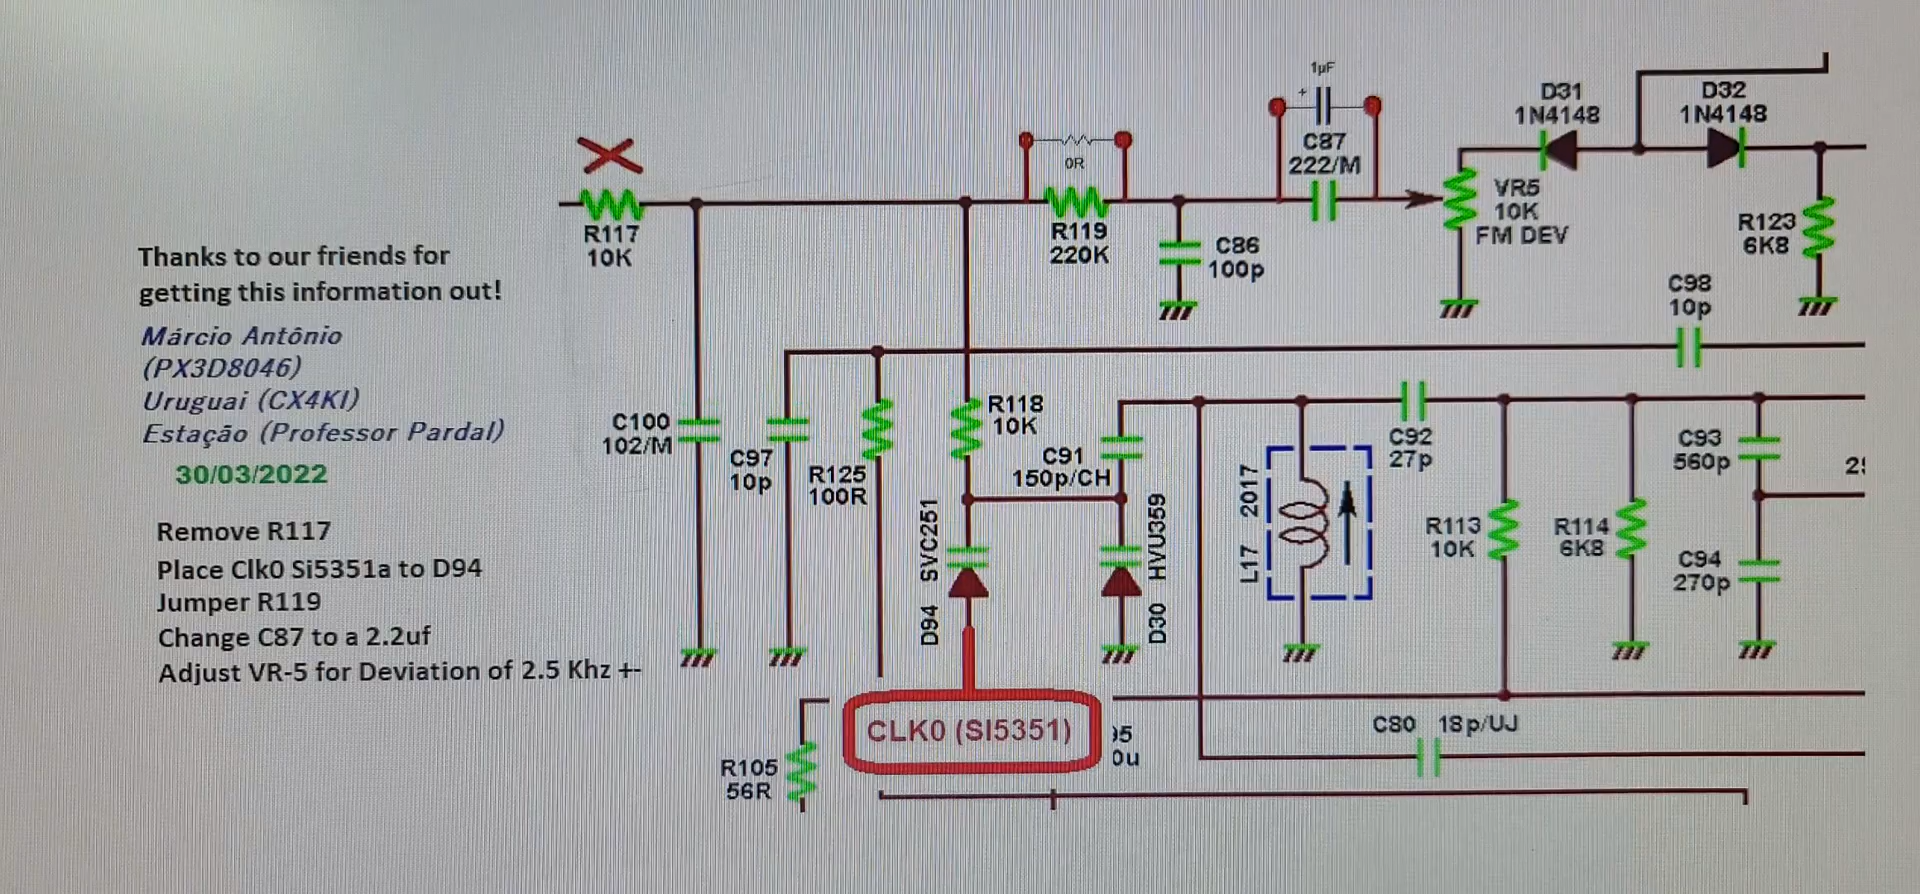 Thanks to our friends for
getting this information out!
Márcio Antônio
(PX3D8046)
Uruguai (CX4KI)
Estação (Professor Pardal)
30/03/2022
Remove R117
Place Clk0 Si5351a to D94
Jumper R119
Change C87 to a 2.2uf
Adjust VR-5 for Deviation of 2.5 Khz +-
R117
10K
0R
R119
220K
1µF
+
C87
222/M
C86
100p
D31
1N4148
D32
1N4148
VR5
10K
FM DEV
R123
6K8
C98
10p
C100
102/M
C97
10p
R125
100R
R118
10K
C91
150p/CH
D94 SVC251
D30 HVU359
L17 2017
C92
27p
R113
10K
R114
6K8
C93
560p
C94
270p
CLK0 (SI5351)
R105
56R
C80 18p/UJ